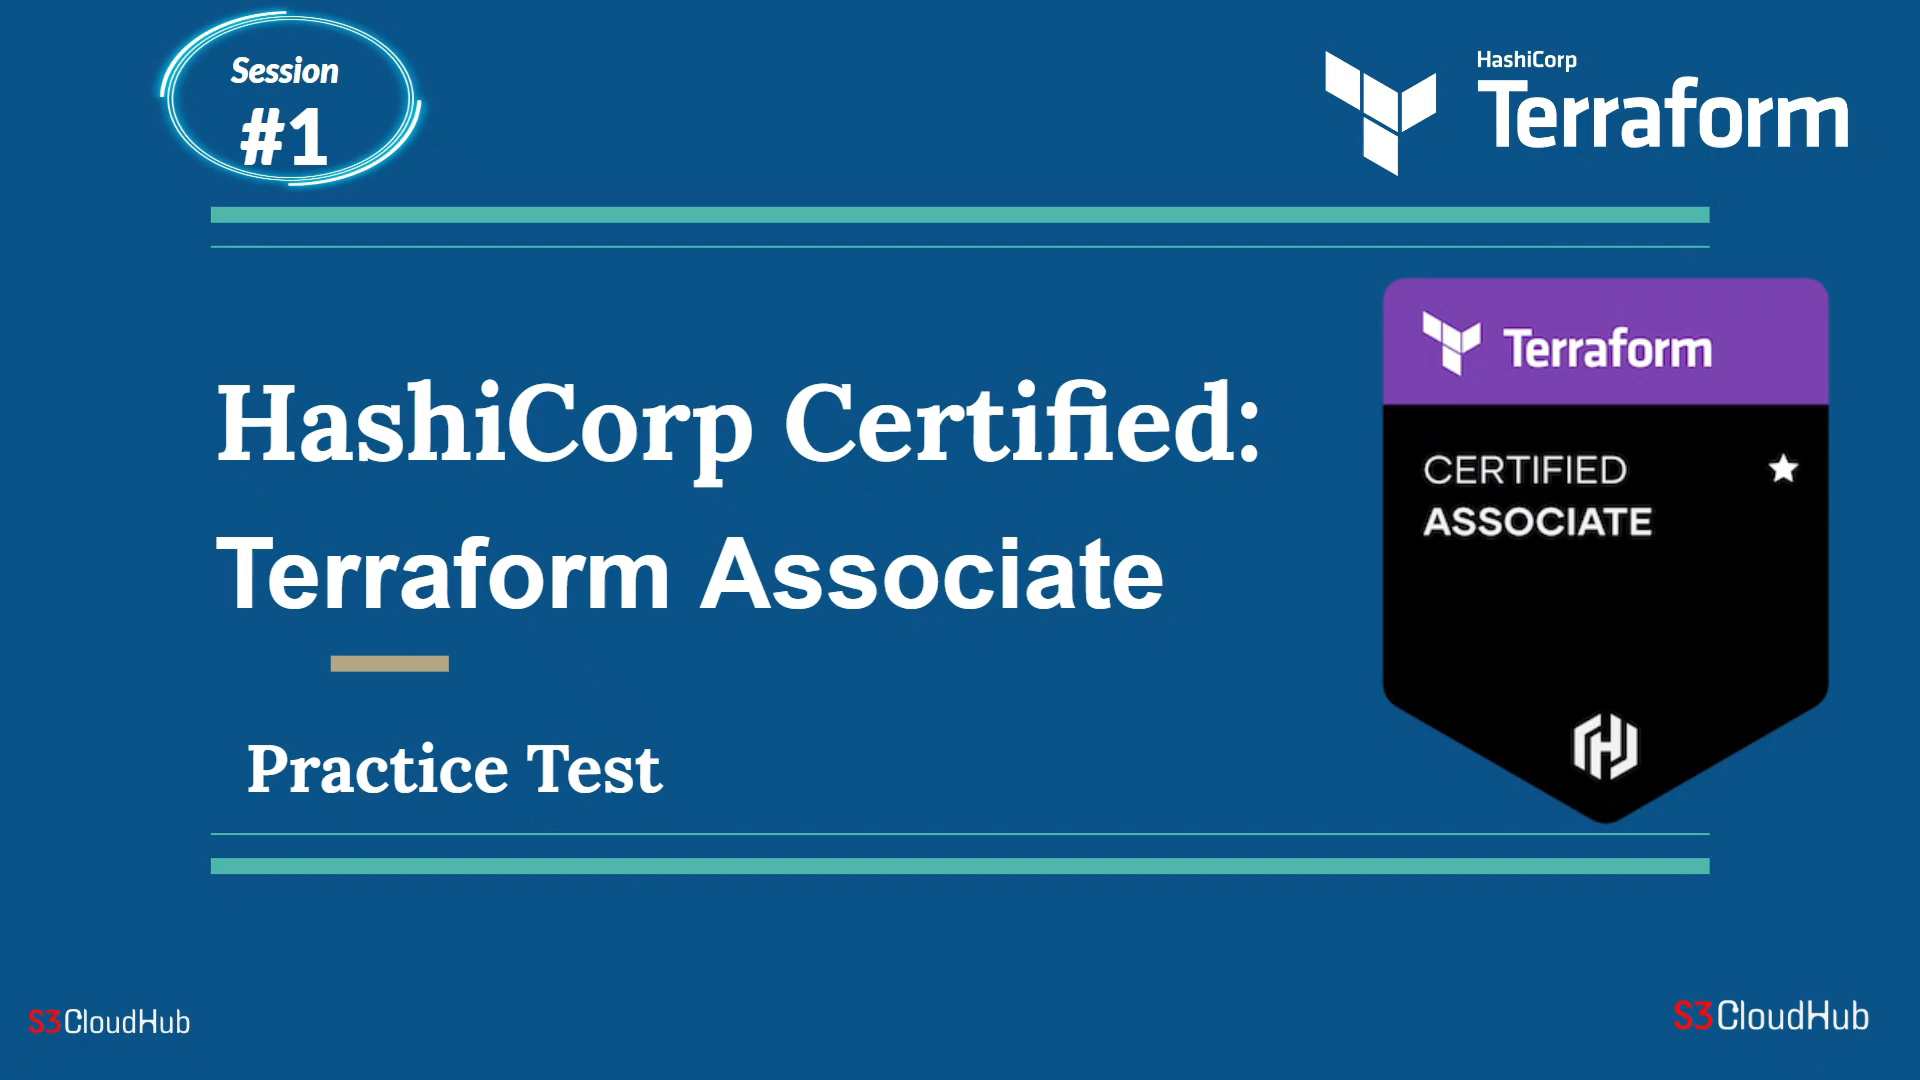 Session
#1
HashiCorp
Terraform
HashiCorp Certified:
Terraform Associate
Practice Test
Terraform
CERTIFIED
ASSOCIATE
S3CloudHub
S3CloudHub